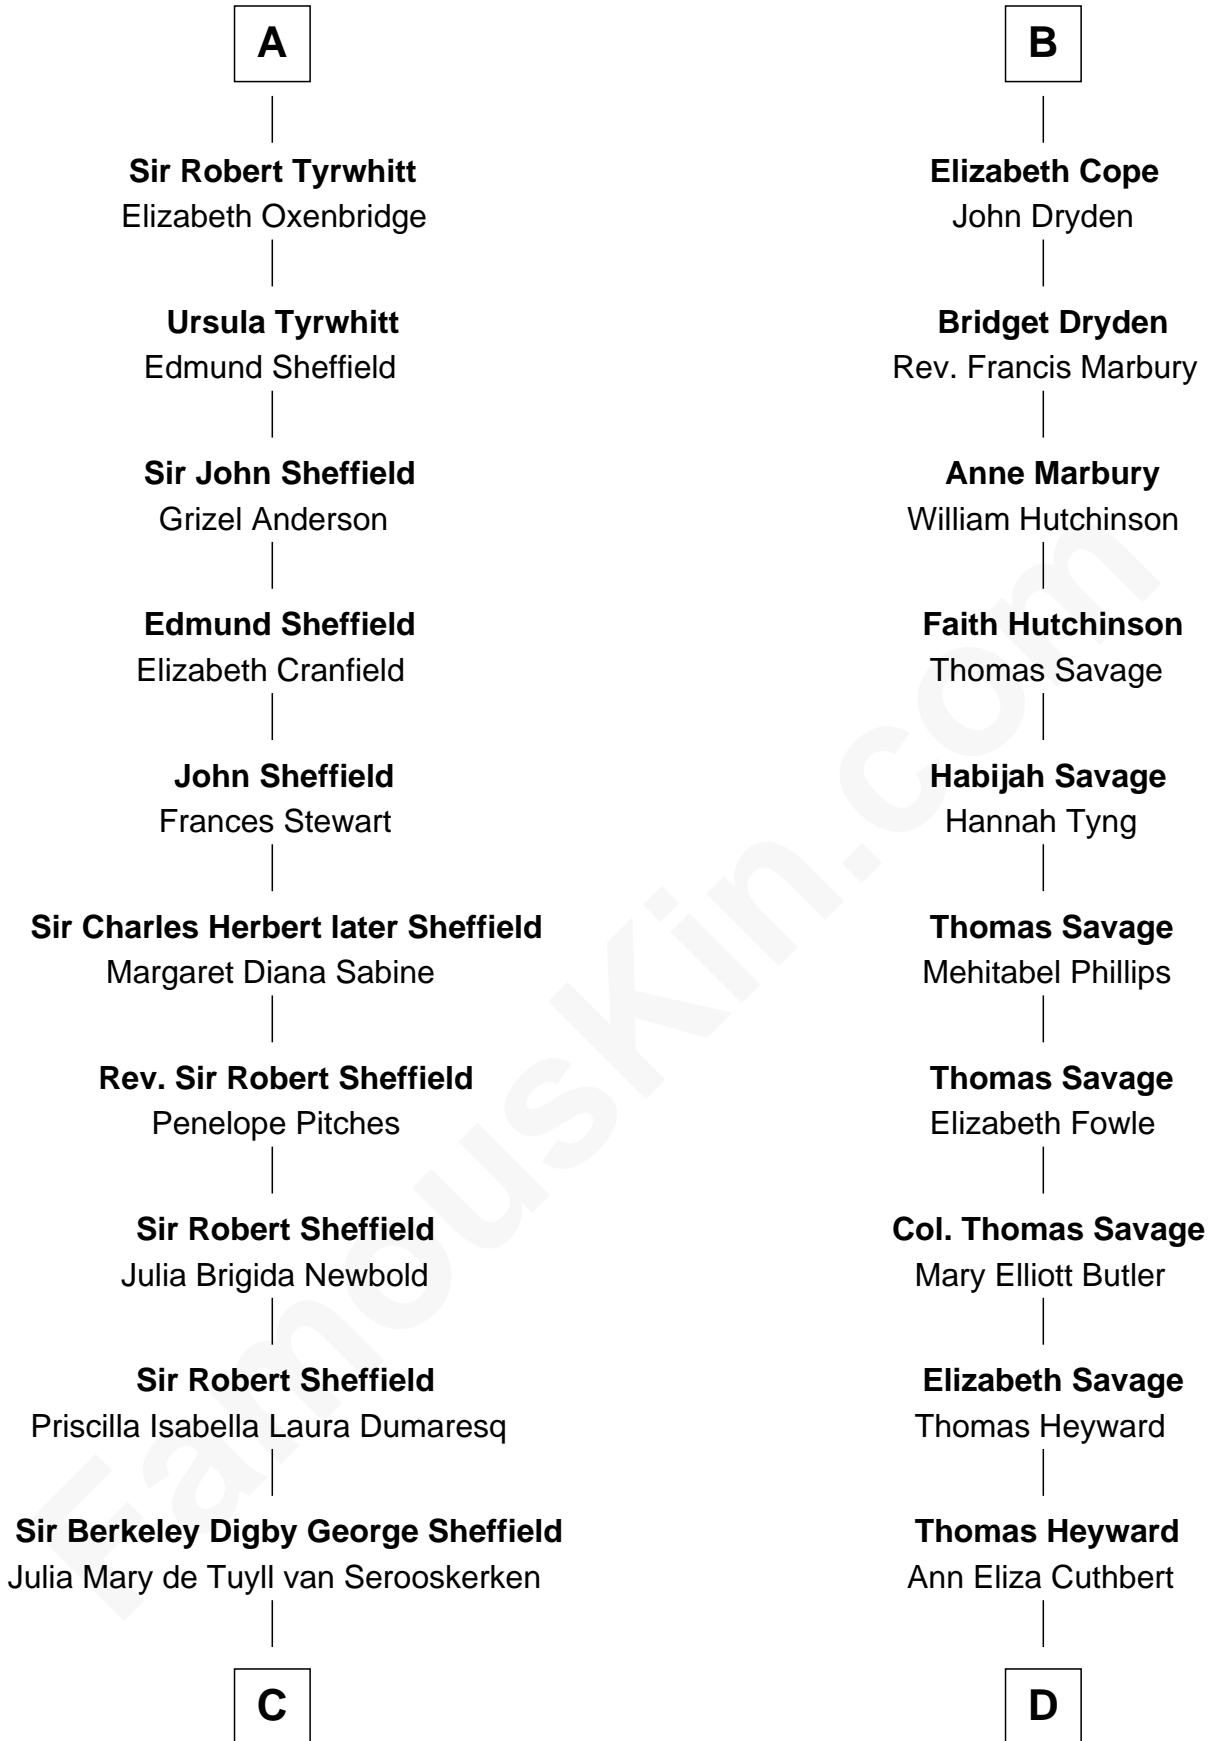 A
Sir Robert Tyrwhitt
Elizabeth Oxenbridge
Ursula Tyrwhitt
Edmund Sheffield
Sir John Sheffield
Grizel Anderson
Edmund Sheffield
Elizabeth Cranfield
John Sheffield
Frances Stewart
Sir Charles Herbert later Sheffield
Margaret Diana Sabine
Rev. Sir Robert Sheffield
Penelope Pitches
Sir Robert Sheffield
Julia Brigida Newbold
Sir Robert Sheffield
Priscilla Isabella Laura Dumaresq
Sir Berkeley Digby George Sheffield
Julia Mary de Tuyll van Serooskerken
C
B
Elizabeth Cope
John Dryden
Bridget Dryden
Rev. Francis Marbury
Anne Marbury
William Hutchinson
Faith Hutchinson
Thomas Savage
Habijah Savage
Hannah Tyng
Thomas Savage
Mehitabel Phillips
Thomas Savage
Elizabeth Fowle
Col. Thomas Savage
Mary Elliott Butler
Elizabeth Savage
Thomas Heyward
Thomas Heyward
Ann Eliza Cuthbert
D
FamousKin.com